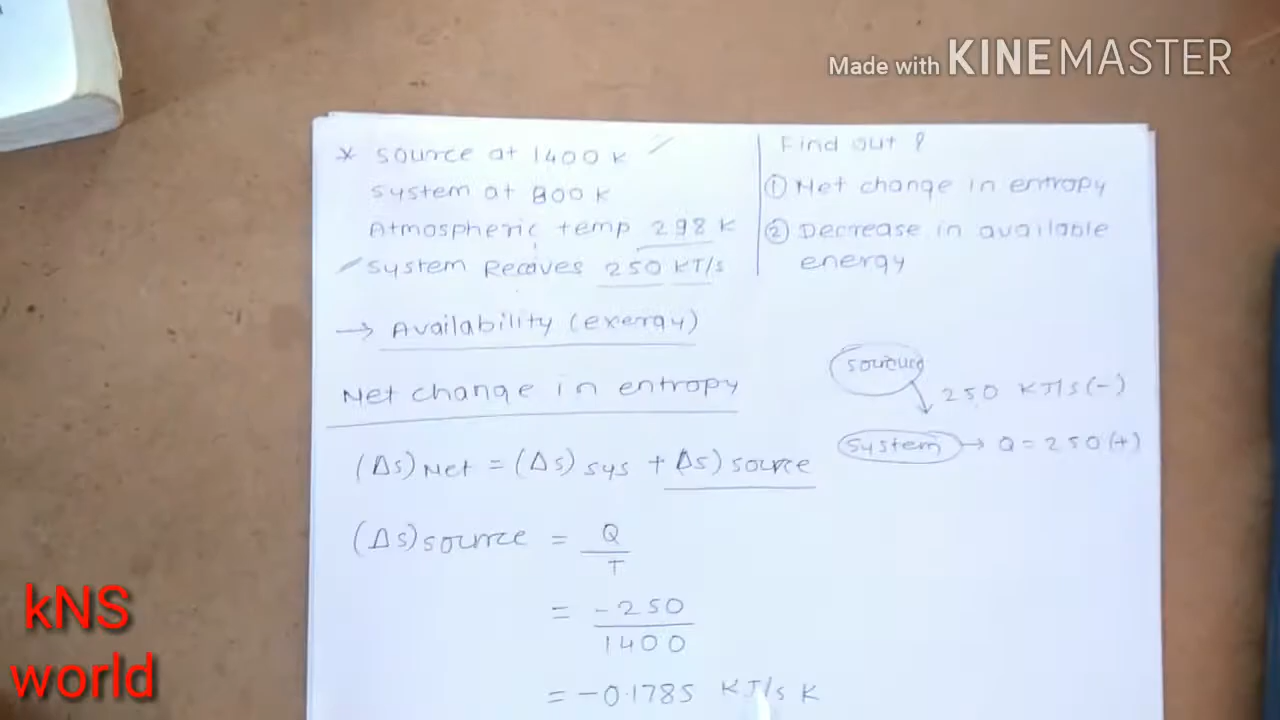 Made with KINEMASTER
* Source at 1400 K
System at 800 K
Atmospheric temp 298 K
System Recives 250 KJ/s
→ Availability (exergy)
Find out ?
① Net change in entropy
② Decrease in available
energy
Net change in entropy
(Δs) Net = (Δs) sys + Δs) source
250 KJ/s (-)
System → Q = 250 (+)
(Δs) source = Q
T
= -250
1400
= -0.1785 KJ/s K
kNS
world